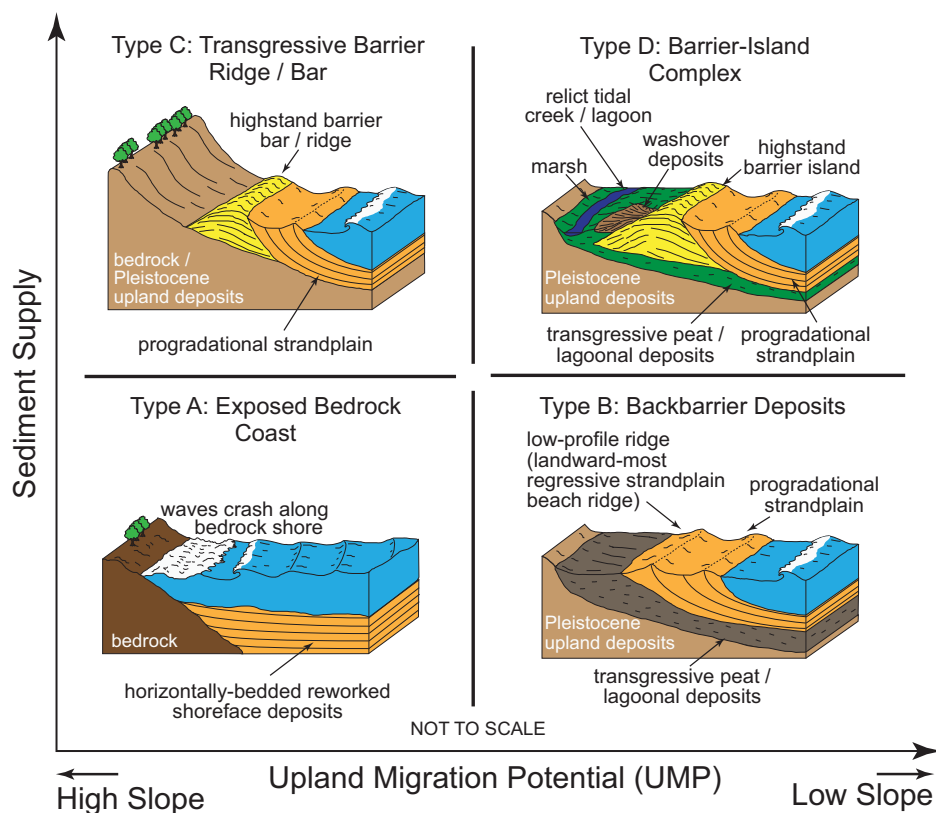 Sediment Supply
Type C: Transgressive Barrier
Ridge / Bar
highstand barrier
bar / ridge
bedrock /
Pleistocene
upland deposits
progradational strandplain
Type D: Barrier-Island
Complex
relict tidal
creek / lagoon
washover
deposits
highstand
barrier island
marsh
Pleistocene
upland deposits
transgressive peat /
lagoonal deposits
progradational
strandplain
Type A: Exposed Bedrock
Coast
waves crash along
bedrock shore
bedrock
horizontally-bedded reworked
shoreface deposits
Type B: Backbarrier Deposits
low-profile ridge
(landward-most
regressive strandplain
beach ridge)
progradational
strandplain
Pleistocene
upland deposits
transgressive peat /
lagoonal deposits
NOT TO SCALE
High Slope
Upland Migration Potential (UMP)
Low Slope